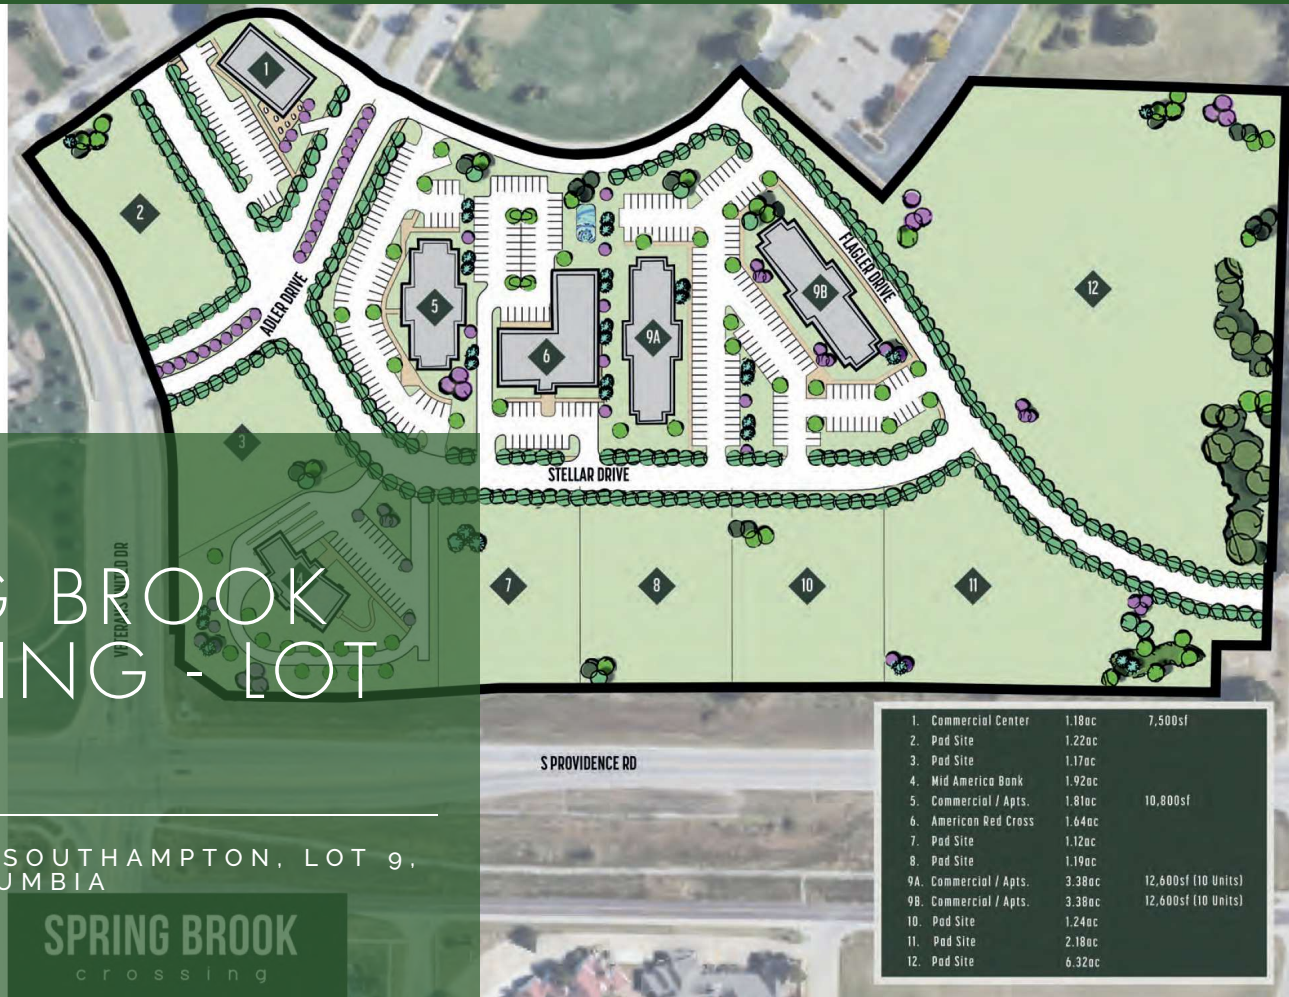 1
2
12
FLAGLER DRIVE
ADLER DRIVE
5
9B
9A
6
3
STELLAR DRIVE
7
8
10
11
4
G BROOK
ING - LOT
S PROVIDENCE RD
SOUTHAMPTON, LOT 9,
UMBIA
SPRING BROOK
crossing
1. Commercial Center 1.18ac 7,500sf
2. Pad Site 1.22ac
3. Pad Site 1.17ac
4. Mid America Bank 1.92ac
5. Commercial / Apts. 1.81ac 10,800sf
6. American Red Cross 1.64ac
7. Pad Site 1.12ac
8. Pad Site 1.19ac
9A. Commercial / Apts. 3.38ac 12,600sf (10 Units)
9B. Commercial / Apts. 3.38ac 12,600sf (10 Units)
10. Pad Site 1.24ac
11. Pad Site 2.18ac
12. Pad Site 6.32ac